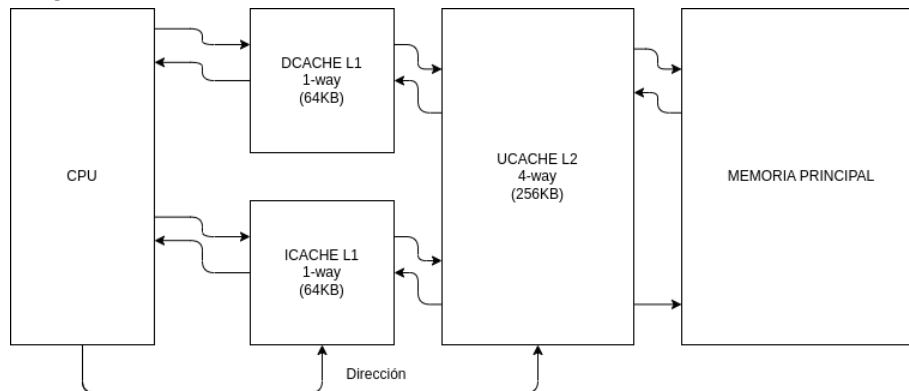 CPU
DCACHE L1
1-way
(64KB)
ICACHE L1
1-way
(64KB)
UCACHE L2
4-way
(256KB)
MEMORIA PRINCIPAL
Dirección